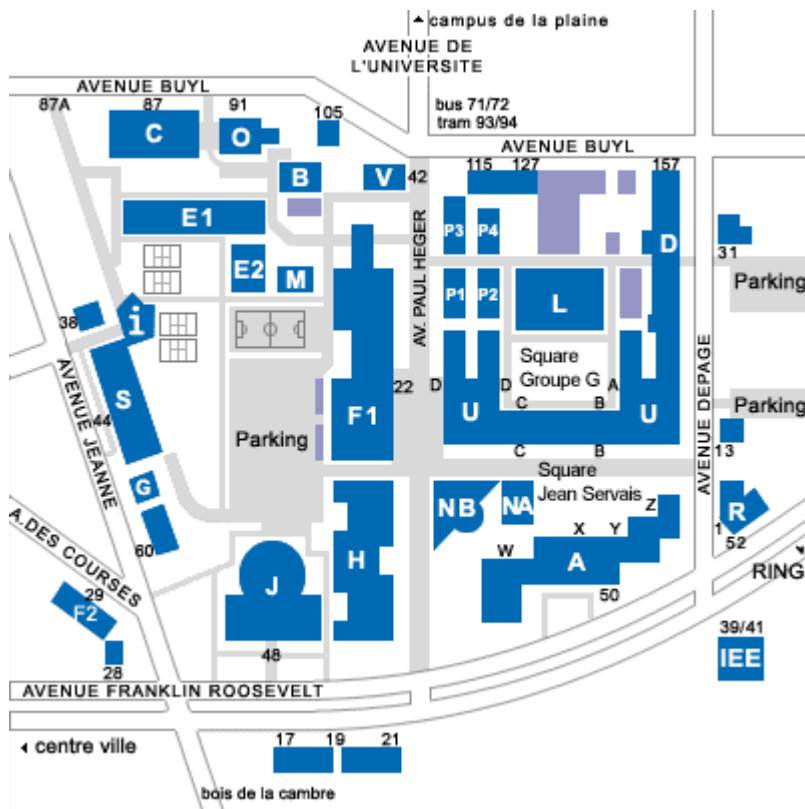 campus de la plaine
AVENUE DE
L'UNIVERSITE
AVENUE BUYL
87A
87
91
105
bus 71/72
tram 93/94
AVENUE BUYL
C
O
B
V
42
115
127
157
E1
P3
P4
D
31
E2
M
AV. PAUL HEGER
P1
P2
L
Parking
38
i
Square
Groupe G
S
22
D
D
A
C
B
U
U
F1
Parking
Parking
AVENUE JEANNE
44
AVENUE DEPAGE
C
B
13
Square
Jean Servais
G
NB
NA
Z
R
60
X
Y
1
52
W
A
H
RING
A.DES COURSES
29
F2
J
50
28
48
39/41
IEE
AVENUE FRANKLIN ROOSEVELT
centre ville
17
19
21
bois de la cambre